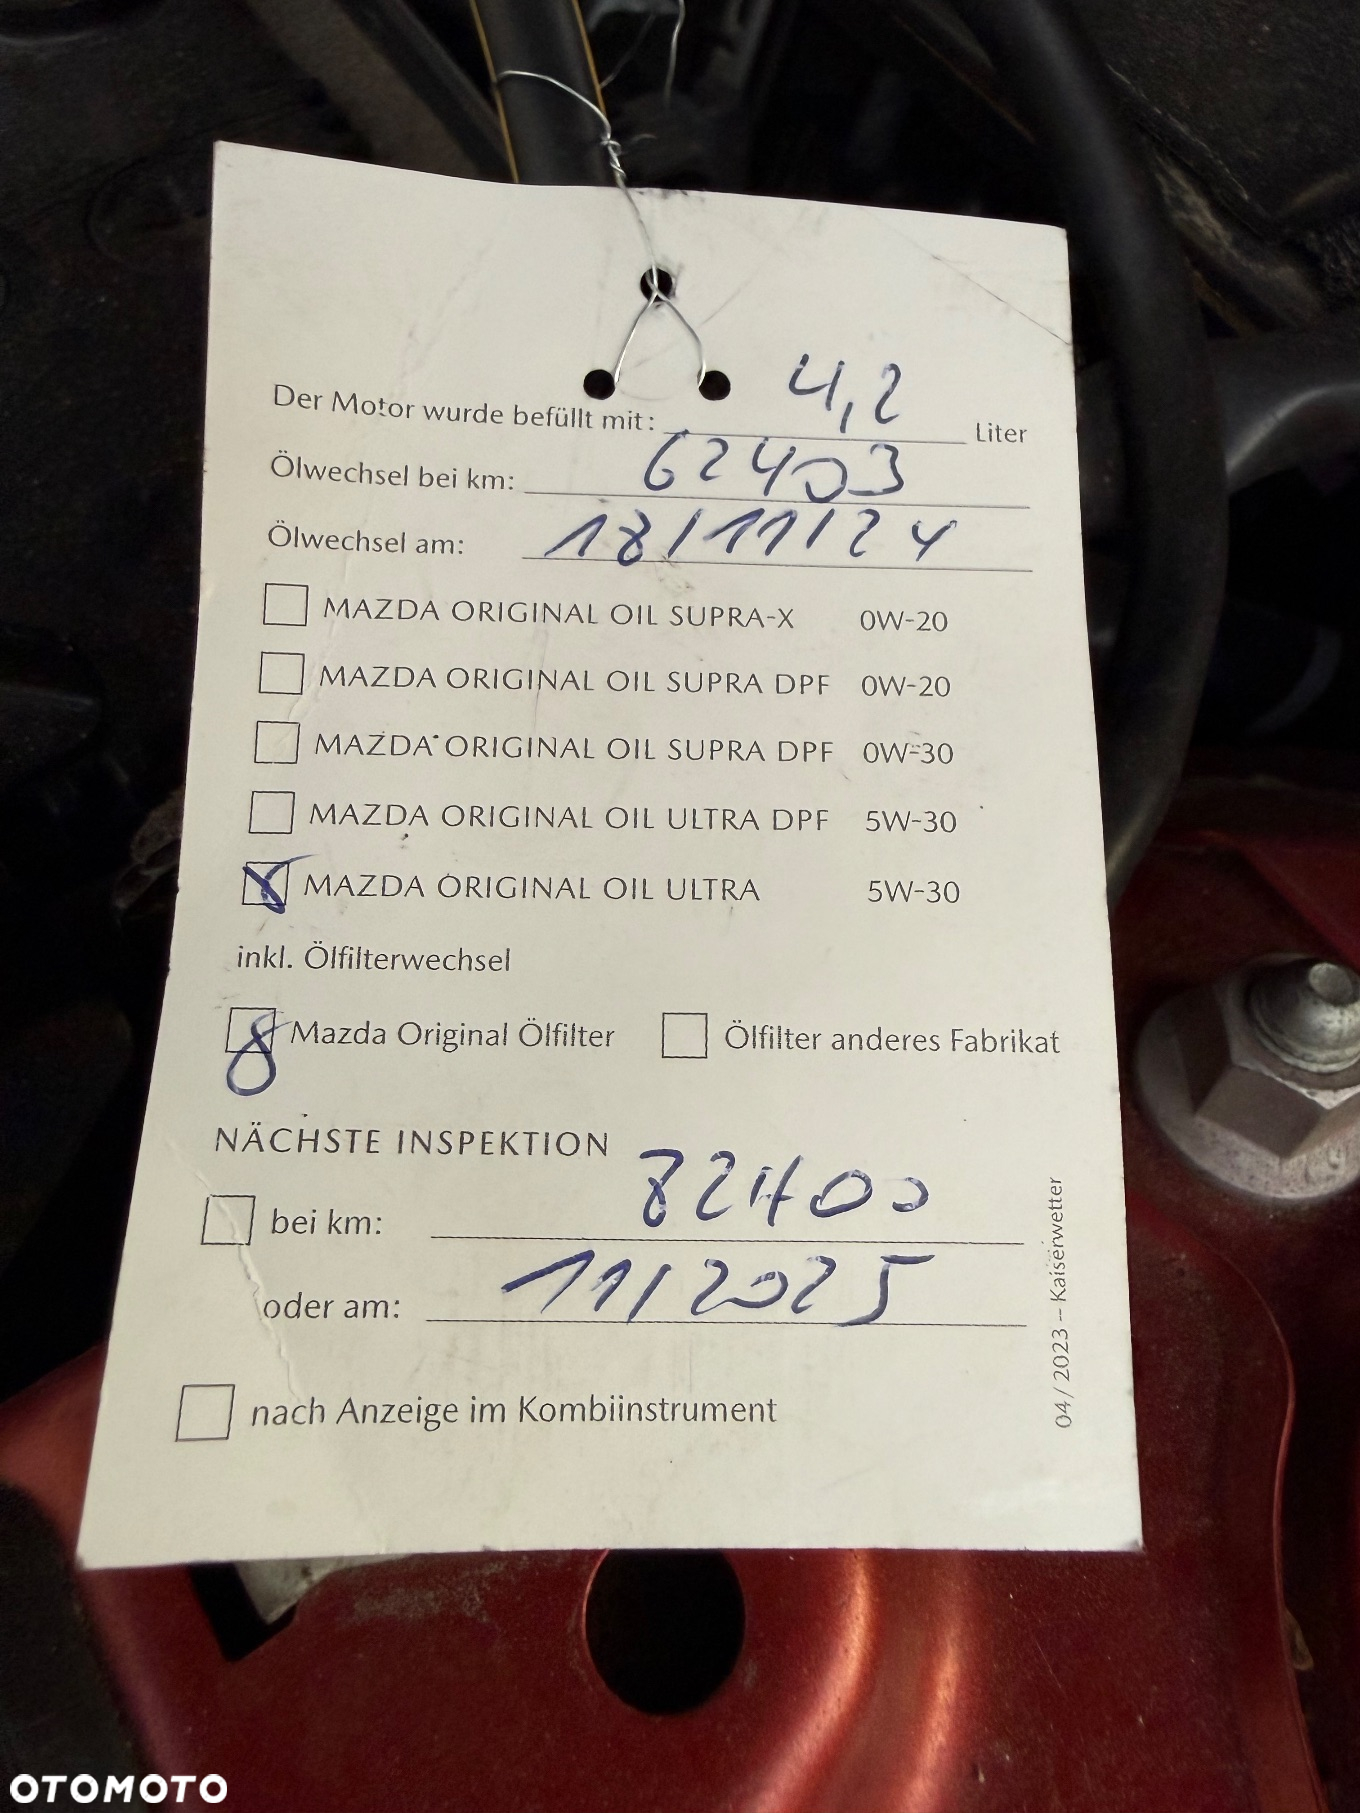 Der Motor wurde befüllt mit: 4,2 Liter
Ölwechsel bei km: 62403
Ölwechsel am: 18/11/24
MAZDA ORIGINAL OIL SUPRA-X 0W-20
MAZDA ORIGINAL OIL SUPRA DPF 0W-20
MAZDA ORIGINAL OIL SUPRA DPF 0W-30
MAZDA ORIGINAL OIL ULTRA DPF 5W-30
MAZDA ORIGINAL OIL ULTRA 5W-30
inkl. Ölfilterwechsel
Mazda Original Ölfilter Ölfilter anderes Fabrikat
NÄCHSTE INSPEKTION
bei km: 82400
oder am: 11/2025
nach Anzeige im Kombiinstrument
04/2023 – Kaiserwetter
OTOMOTO